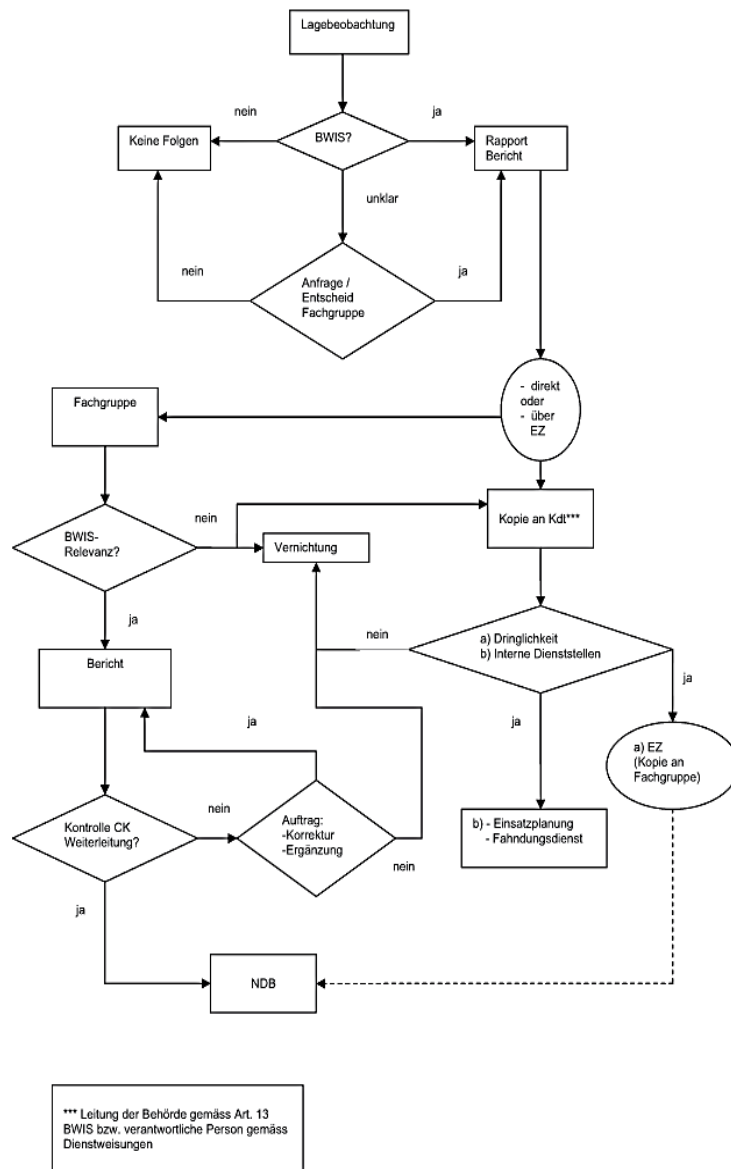 Lagebeobachtung
nein
ja
Keine Folgen
BWIS?
Rapport
Bericht
unklar
nein
Anfrage /
Entscheid
Fachgruppe
ja
Fachgruppe
- direkt
oder
- über
EZ
BWIS-
Relevanz?
nein
Vernichtung
Kopie an Kdt***
ja
nein
a) Dringlichkeit
b) Interne Dienststellen
ja
Bericht
ja
ja
a) EZ
(Kopie an
Fachgruppe)
Kontrolle CK
Weiterleitung?
nein
Auftrag:
-Korrektur
-Ergänzung
nein
b) - Einsatzplanung
- Fahndungsdienst
ja
NDB
*** Leitung der Behörde gemäss Art. 13
BWIS bzw. verantwortliche Person gemäss
Dienstweisungen